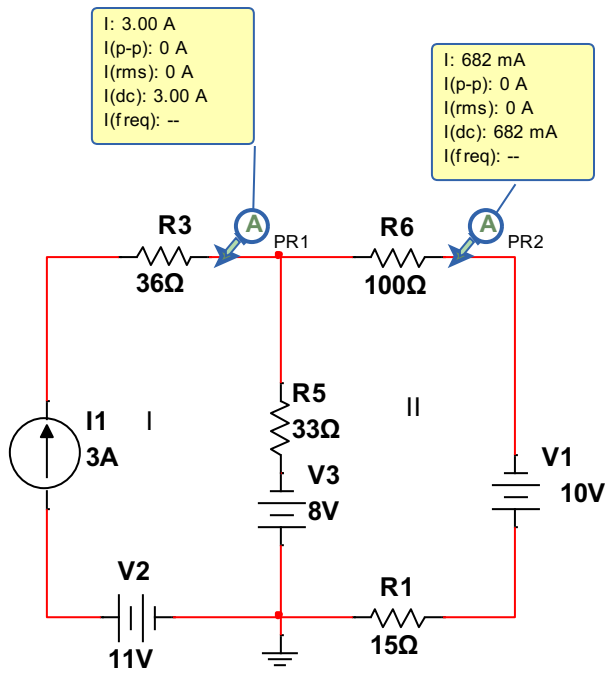 I: 3.00 A
I(p-p): 0 A
I(rms): 0 A
I(dc): 3.00 A
I(freq): --
I: 682 mA
I(p-p): 0 A
I(rms): 0 A
I(dc): 682 mA
I(freq): --
A
A
R3
PR1
R6
PR2
36Ω
100Ω
R5
33Ω
I1
3A
I
II
V3
8V
V1
10V
V2
11V
R1
15Ω